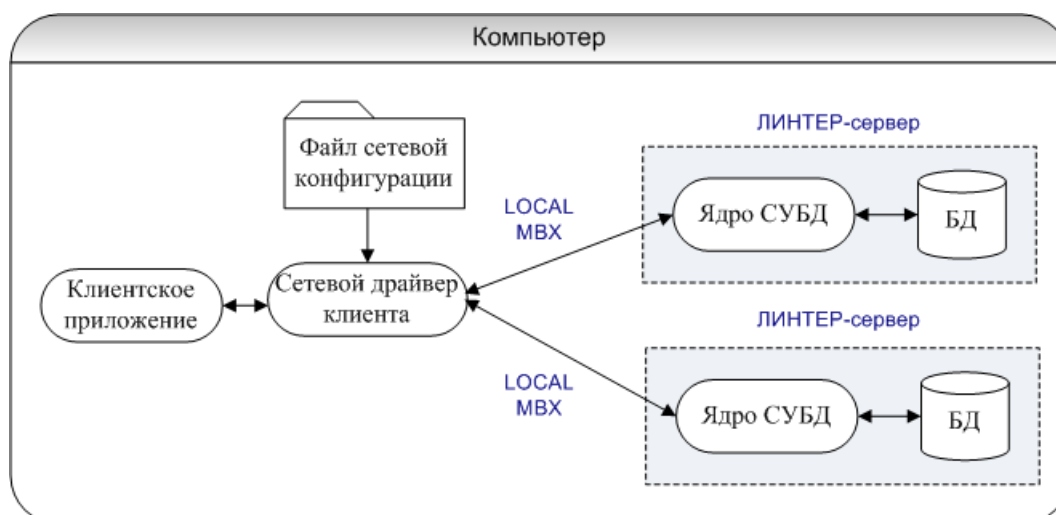 Компьютер
Файл сетевой
конфигурации
Клиентское
приложение
Сетевой драйвер
клиента
LOCAL
MBX
ЛИНТЕР-сервер
Ядро СУБД
БД
LOCAL
MBX
ЛИНТЕР-сервер
Ядро СУБД
БД